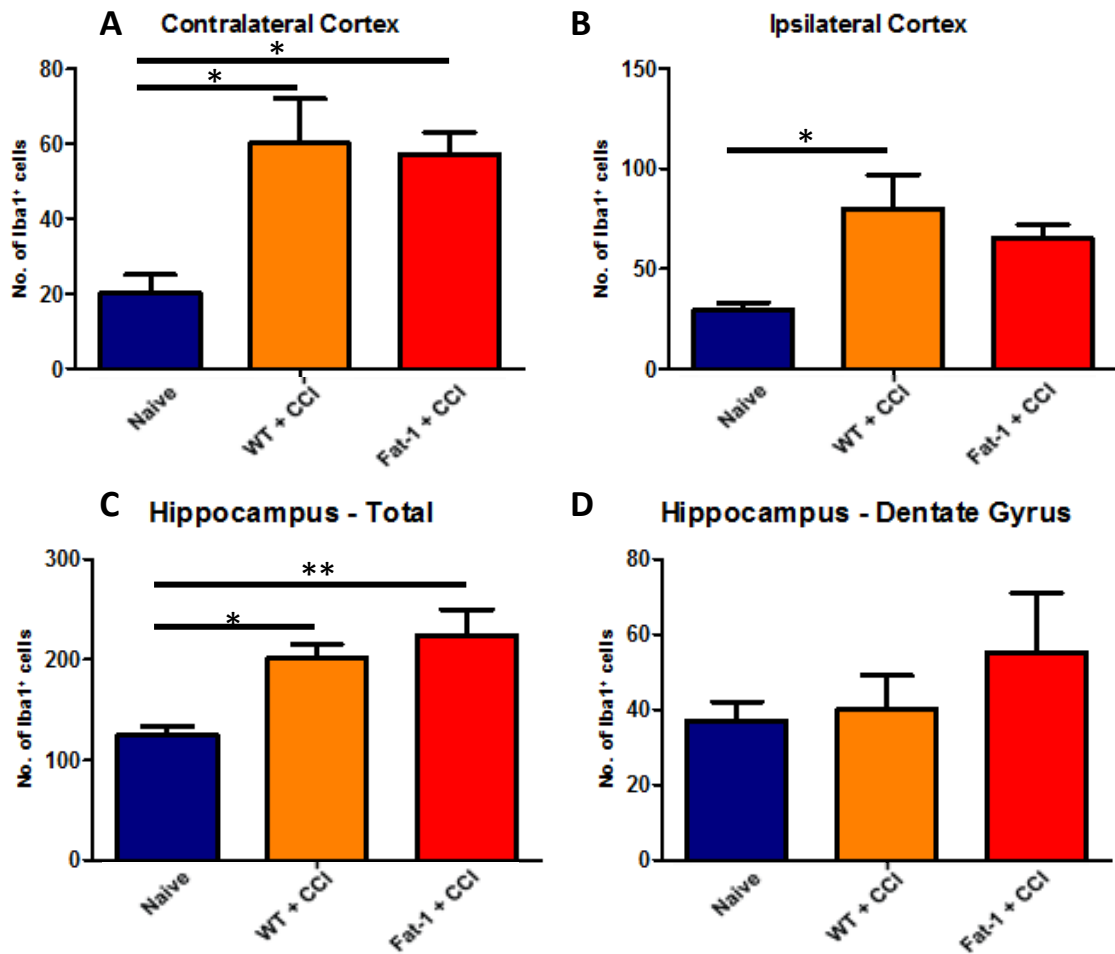 A
Contralateral Cortex
No. of Iba1⁺ cells
80
60
40
20
0
*
*
Naive
WT + CCI
Fat-1 + CCI
B
Ipsilateral Cortex
No. of Iba1⁺ cells
150
100
50
0
*
Naive
WT + CCI
Fat-1 + CCI
C
Hippocampus - Total
No. of Iba1⁺ cells
300
200
100
0
**
*
Naive
WT + CCI
Fat-1 + CCI
D
Hippocampus - Dentate Gyrus
No. of Iba1⁺ cells
80
60
40
20
0
Naive
WT + CCI
Fat-1 + CCI